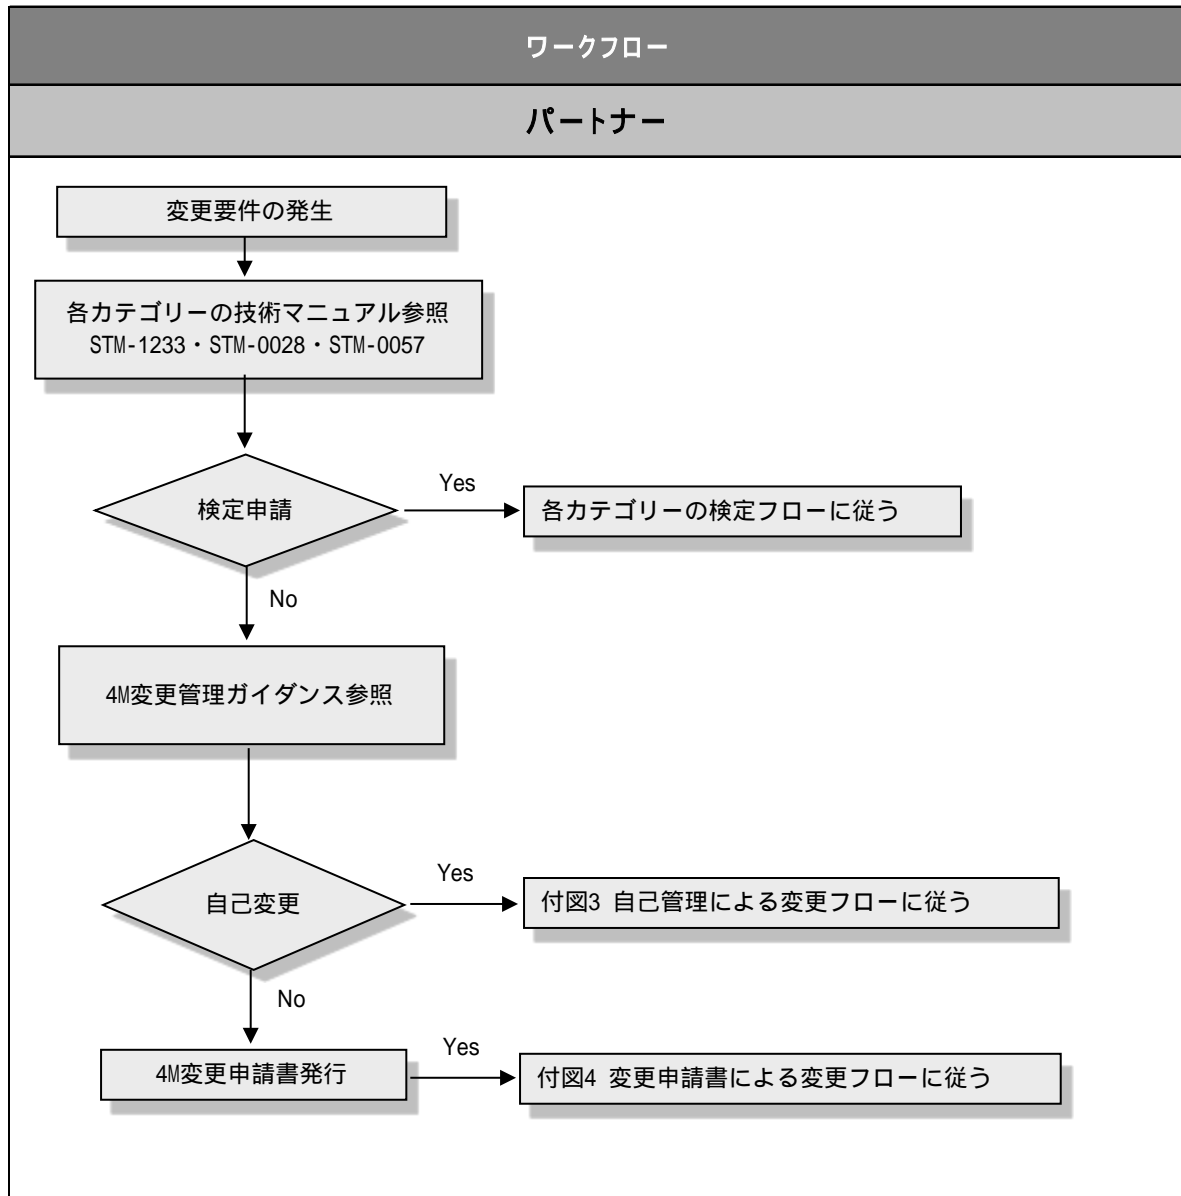 ワークフロー
パートナー
変更要件の発生
各カテゴリーの技術マニュアル参照
STM-1233・STM-0028・STM-0057
検定申請
Yes
各カテゴリーの検定フローに従う
No
4M変更管理ガイダンス参照
自己変更
Yes
付図3 自己管理による変更フローに従う
No
4M変更申請書発行
Yes
付図4 変更申請書による変更フローに従う